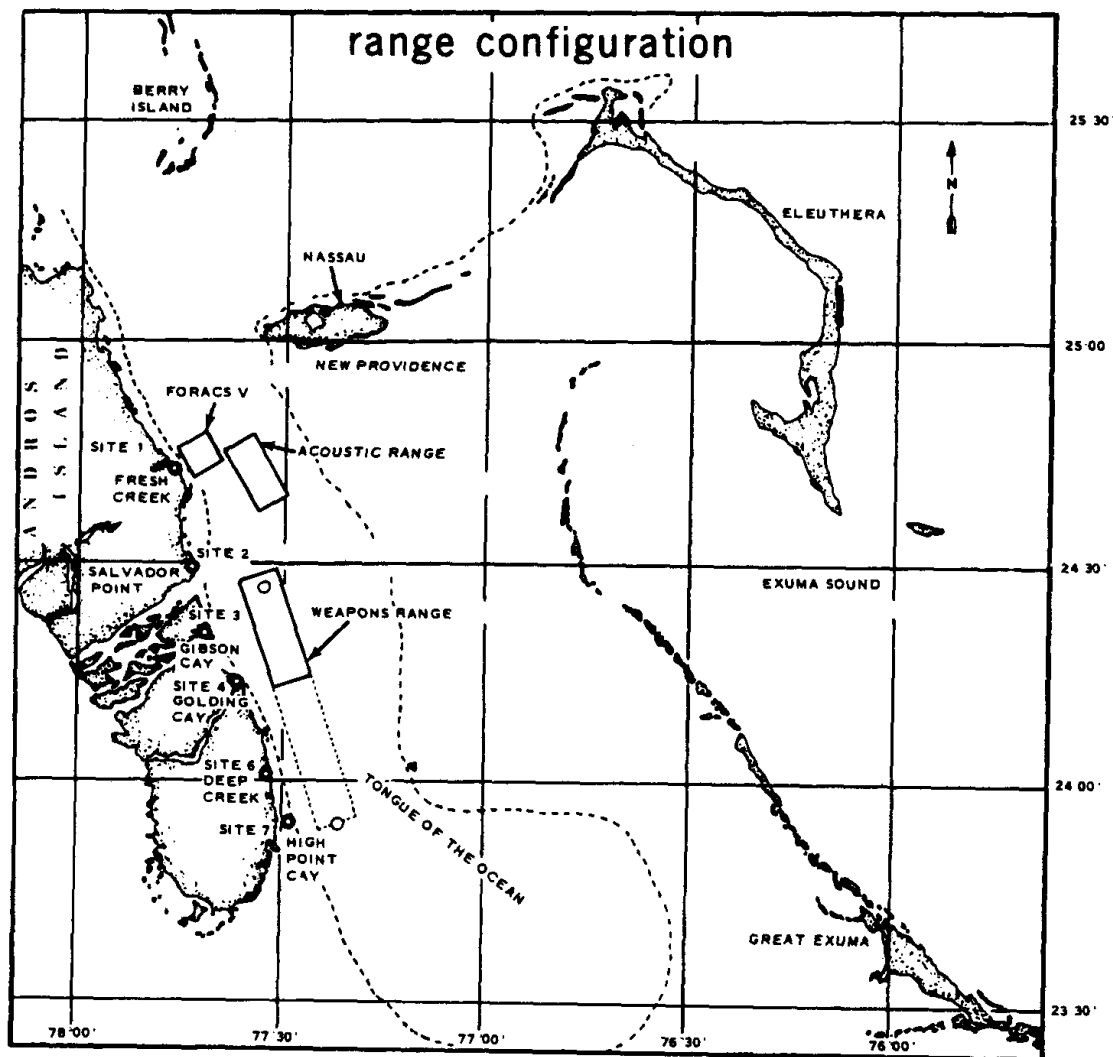 range configuration
BERRY
ISLAND
25 30'
N
ELEUTHERA
NASSAU
25 00'
NEW PROVIDENCE
ANDROS
ISLAND
FORACS V
SITE 1
ACOUSTIC RANGE
FRESH
CREEK
SITE 2
24 30'
SALVADOR
POINT
EXUMA SOUND
SITE 3
WEAPONS RANGE
GIBSON
CAY
SITE 4
GOLDING
CAY
SITE 6
DEEP
CREEK
24 00'
TONGUE OF THE OCEAN
SITE 7
HIGH
POINT
CAY
GREAT EXUMA
23 30'
78 00'
77 30'
77 00'
76 30'
76 00'